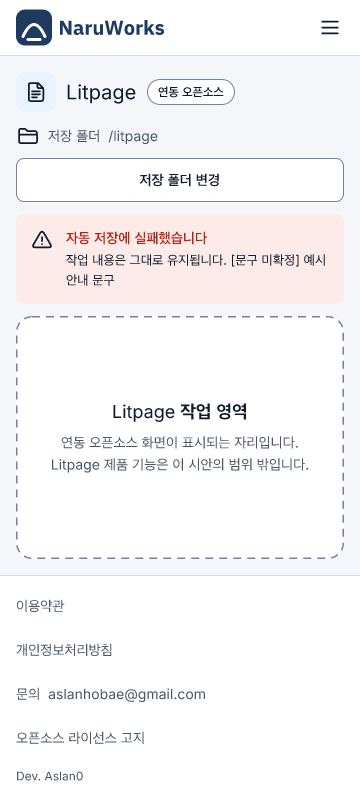 NaruWorks
Litpage 연동 오픈소스
저장 폴더 /litpage
저장 폴더 변경
자동 저장에 실패했습니다
작업 내용은 그대로 유지됩니다. [문구 미확정] 예시
안내 문구
Litpage 작업 영역
연동 오픈소스 화면이 표시되는 자리입니다.
Litpage 제품 기능은 이 시안의 범위 밖입니다.
이용약관
개인정보처리방침
문의 aslanhobae@gmail.com
오픈소스 라이선스 고지
Dev. Aslan0